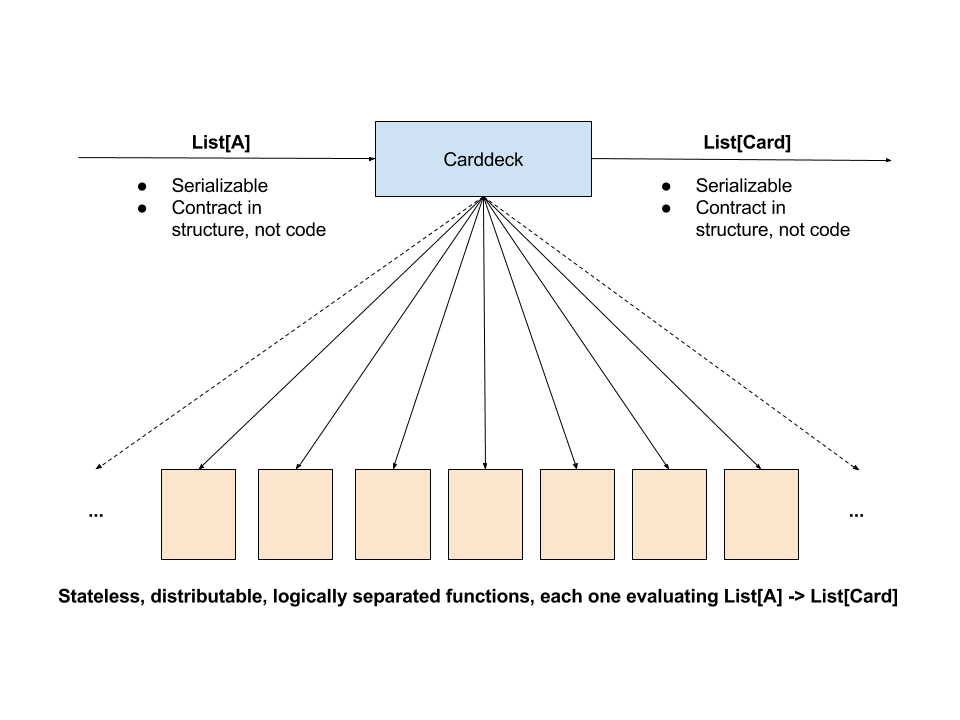 List[A]
Carddeck
List[Card]
● Serializable
● Contract in
structure, not code
● Serializable
● Contract in
structure, not code
...
...
Stateless, distributable, logically separated functions, each one evaluating List[A] -> List[Card]